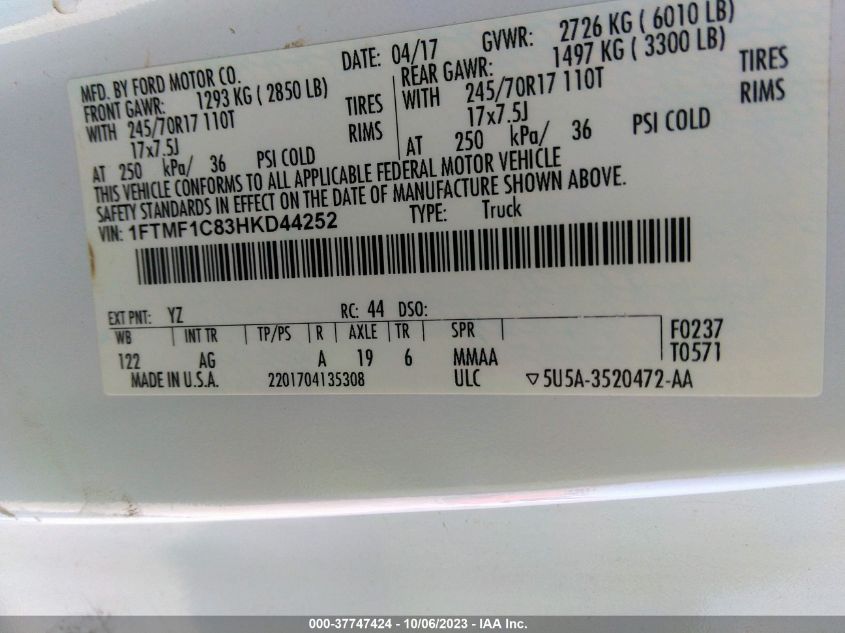 MFD. BY FORD MOTOR CO. DATE: 04/17 GVWR: 2726 KG ( 6010 LB)
FRONT GAWR: 1293 KG ( 2850 LB) REAR GAWR: 1497 KG ( 3300 LB)
WITH 245/70R17 110T TIRES WITH 245/70R17 110T TIRES
17x7.5J RIMS 17x7.5J RIMS
AT 250 kPa/ 36 PSI COLD AT 250 kPa/ 36 PSI COLD
THIS VEHICLE CONFORMS TO ALL APPLICABLE FEDERAL MOTOR VEHICLE
SAFETY STANDARDS IN EFFECT ON THE DATE OF MANUFACTURE SHOWN ABOVE.
VIN: 1FTMF1C83HKD44252 TYPE: Truck
EXT PNT: YZ RC: 44 DSO:
WB INT TR TP/PS R AXLE TR SPR F0237
122 AG A 19 6 MMAA T0571
MADE IN U.S.A. 2201704135308 ULC ▽5U5A-3520472-AA
000-37747424 - 10/06/2023 - IAA Inc.